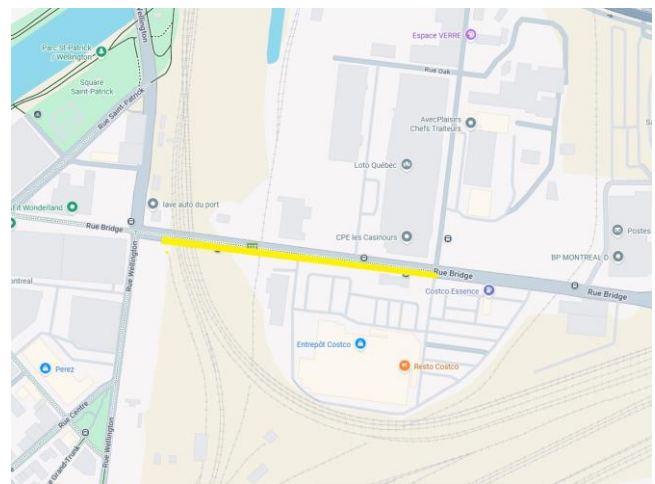 Wellington
Espace VERRE
Parc St-Patrick
/ Wellington
Rue Oak
Square
Saint-Patrick
Rue Saint-Patrick
AvecPlaisirs
Chefs Traiteurs
Loto Québec
Fit Wonderland
lave auto du port
Rue Bridge
CPE les Casinours
Postes
BP MONTREAL D
Rue Wellington
Rue Bridge
Rue Bridge
Costco Essence
Entrepôt Costco
Resto Costco
Perez
Rue Centre
Rue Wellington
Rue Grand-Trunk